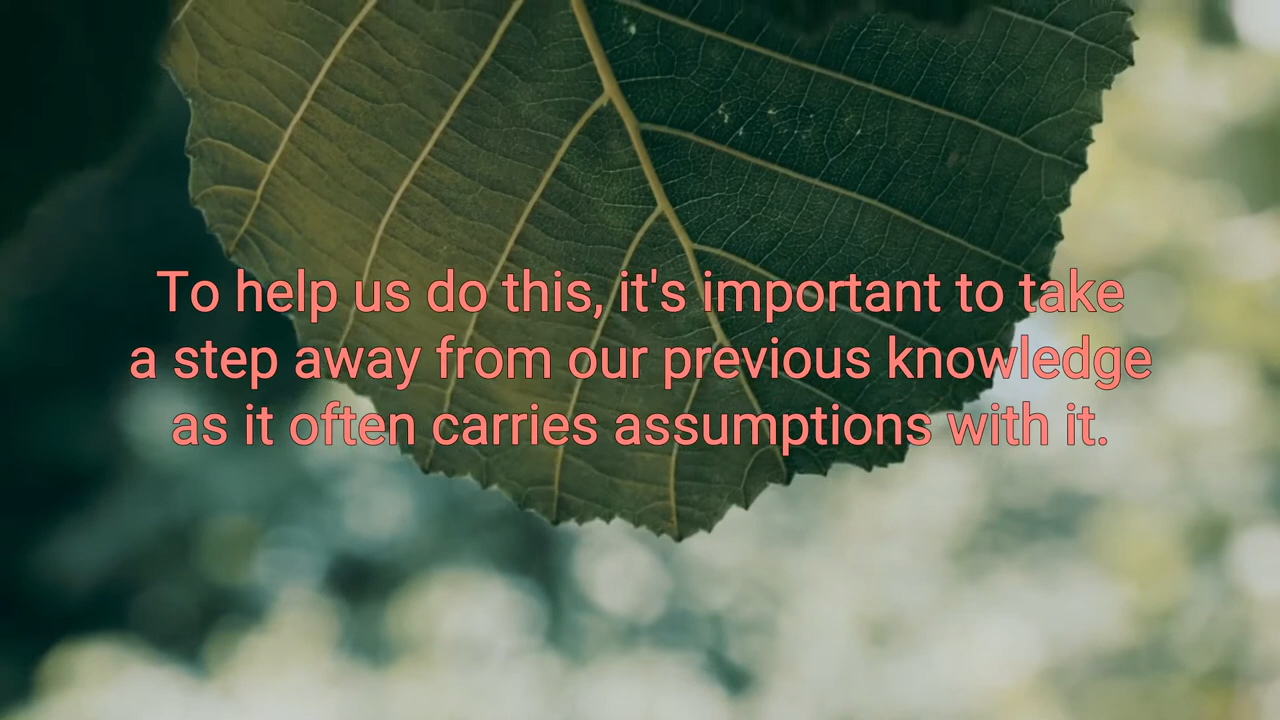 To help us do this, it's important to take
a step away from our previous knowledge
as it often carries assumptions with it.